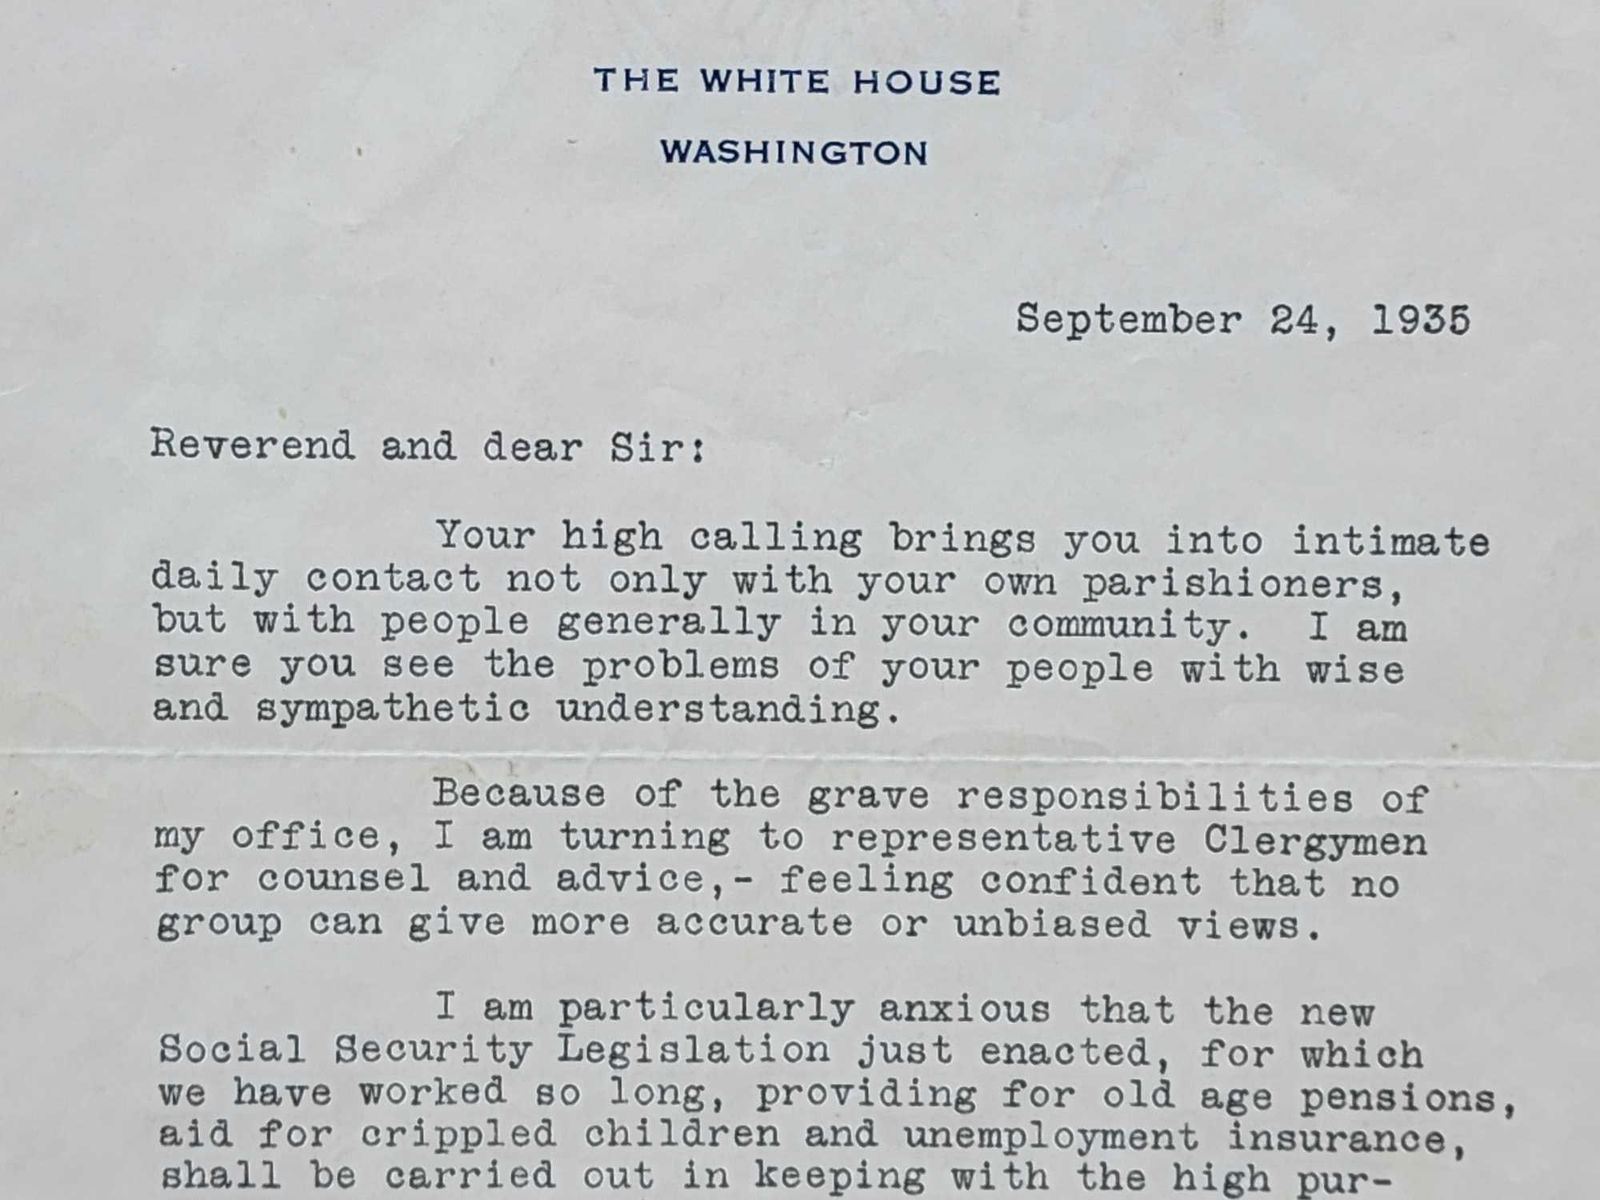 THE WHITE HOUSE
WASHINGTON
September 24, 1935
Reverend and dear Sir:
Your high calling brings you into intimate
daily contact not only with your own parishioners,
but with people generally in your community. I am
sure you see the problems of your people with wise
and sympathetic understanding.
Because of the grave responsibilities of
my office, I am turning to representative Clergymen
for counsel and advice,- feeling confident that no
group can give more accurate or unbiased views.
I am particularly anxious that the new
Social Security Legislation just enacted, for which
we have worked so long, providing for old age pensions,
aid for crippled children and unemployment insurance,
shall be carried out in keeping with the high pur-